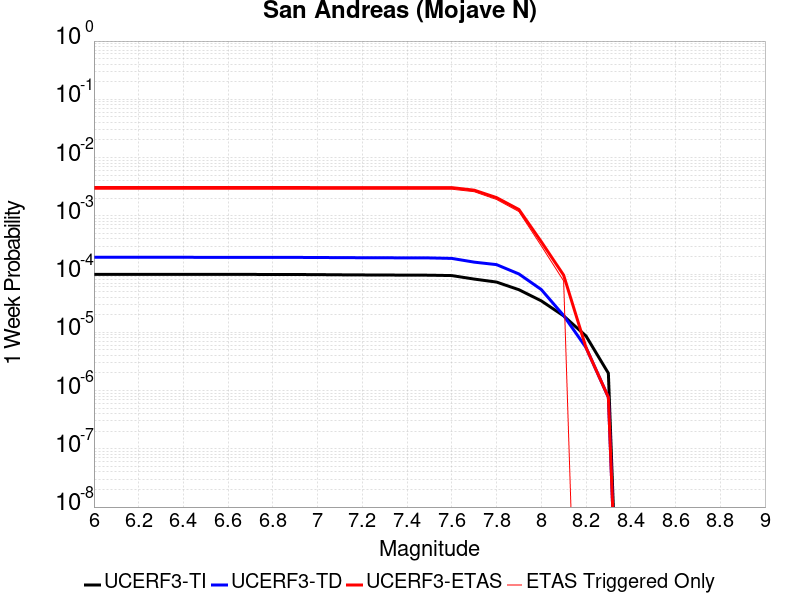 San Andreas (Mojave N)
10^0
10^-1
10^-2
10^-3
10^-4
10^-5
10^-6
10^-7
10^-8
1 Week Probability
6 6.2 6.4 6.6 6.8 7 7.2 7.4 7.6 7.8 8 8.2 8.4 8.6 8.8 9
Magnitude
UCERF3-TI UCERF3-TD UCERF3-ETAS ETAS Triggered Only